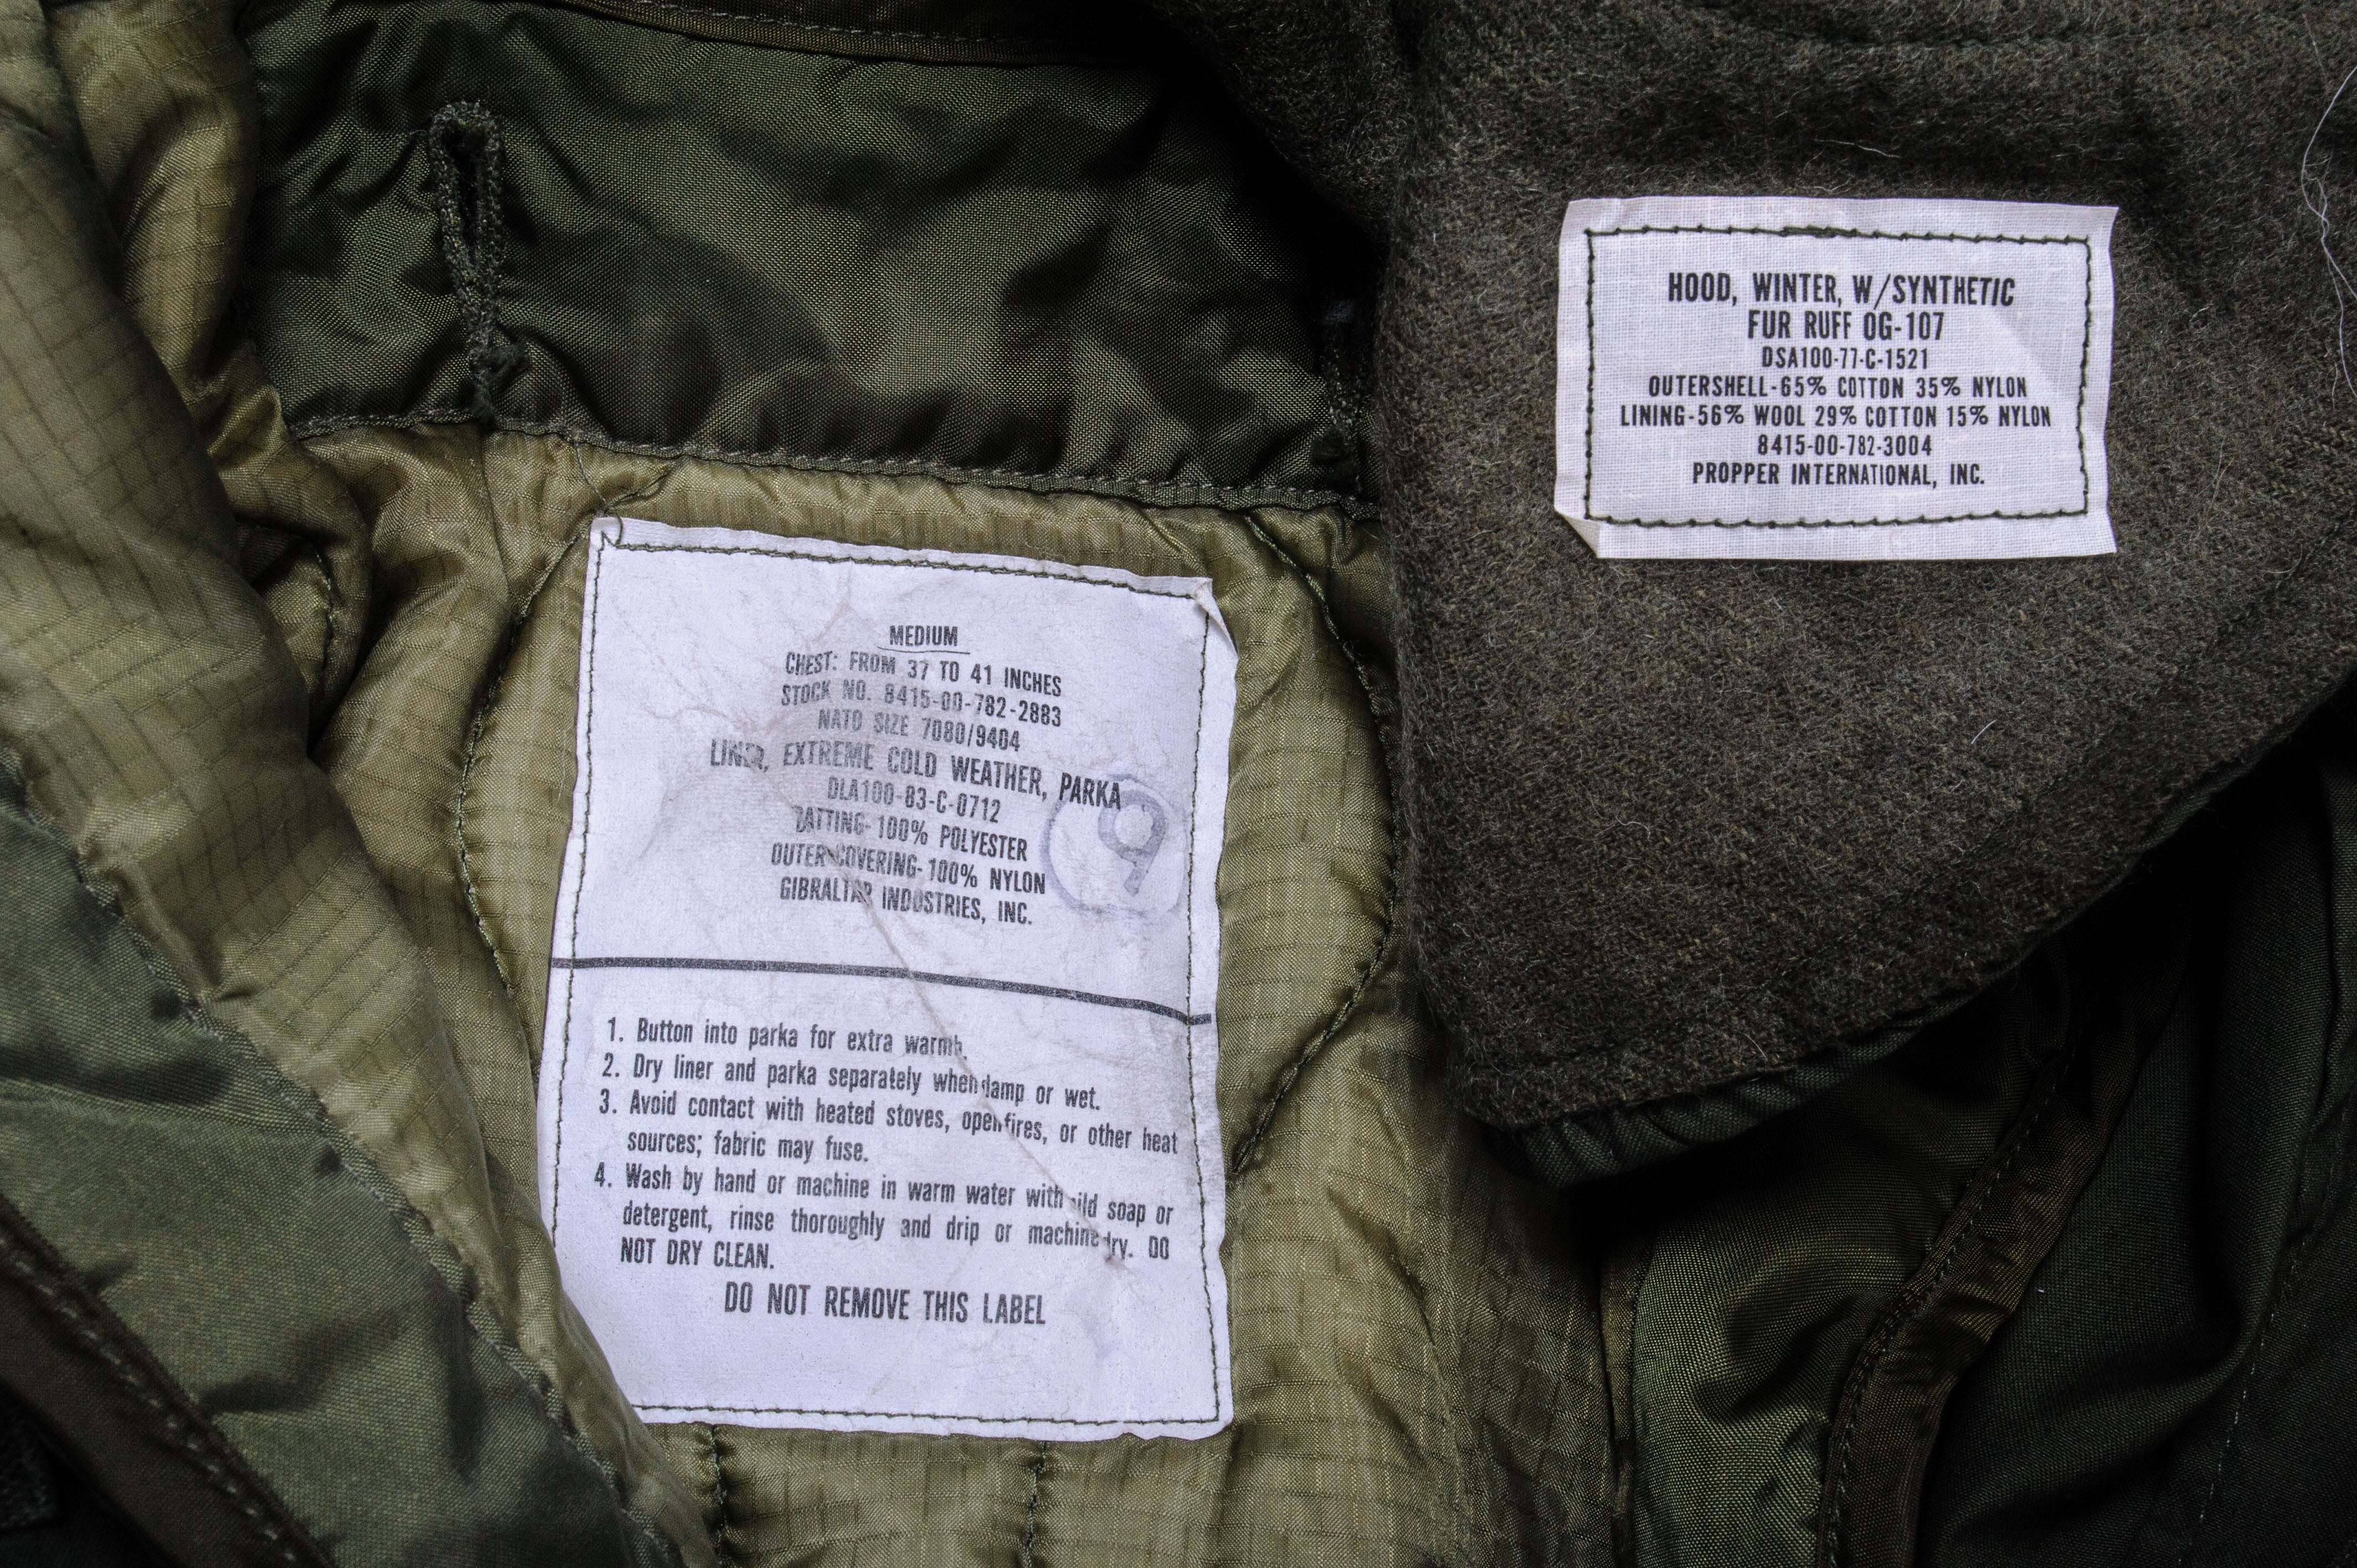 MEDIUM
CHEST: FROM 37 TO 41 INCHES
STOCK NO. 8415-00-782-2883
NATO SIZE 7080/9404
LINER, EXTREME COLD WEATHER, PARKA
DLA100-83-C-0712
BATTING-100% POLYESTER
OUTER COVERING-100% NYLON
GIBRALTAR INDUSTRIES, INC.
9
1. Button into parka for extra warmth.
2. Dry liner and parka separately when damp or wet.
3. Avoid contact with heated stoves, open fires, or other heat
sources; fabric may fuse.
4. Wash by hand or machine in warm water with mild soap or
detergent, rinse thoroughly and drip or machine dry. DO
NOT DRY CLEAN.
DO NOT REMOVE THIS LABEL
HOOD, WINTER, W/SYNTHETIC
FUR RUFF OG-107
DSA100-77-C-1521
OUTERSHELL-65% COTTON 35% NYLON
LINING-56% WOOL 29% COTTON 15% NYLON
8415-00-782-3004
PROPPER INTERNATIONAL, INC.